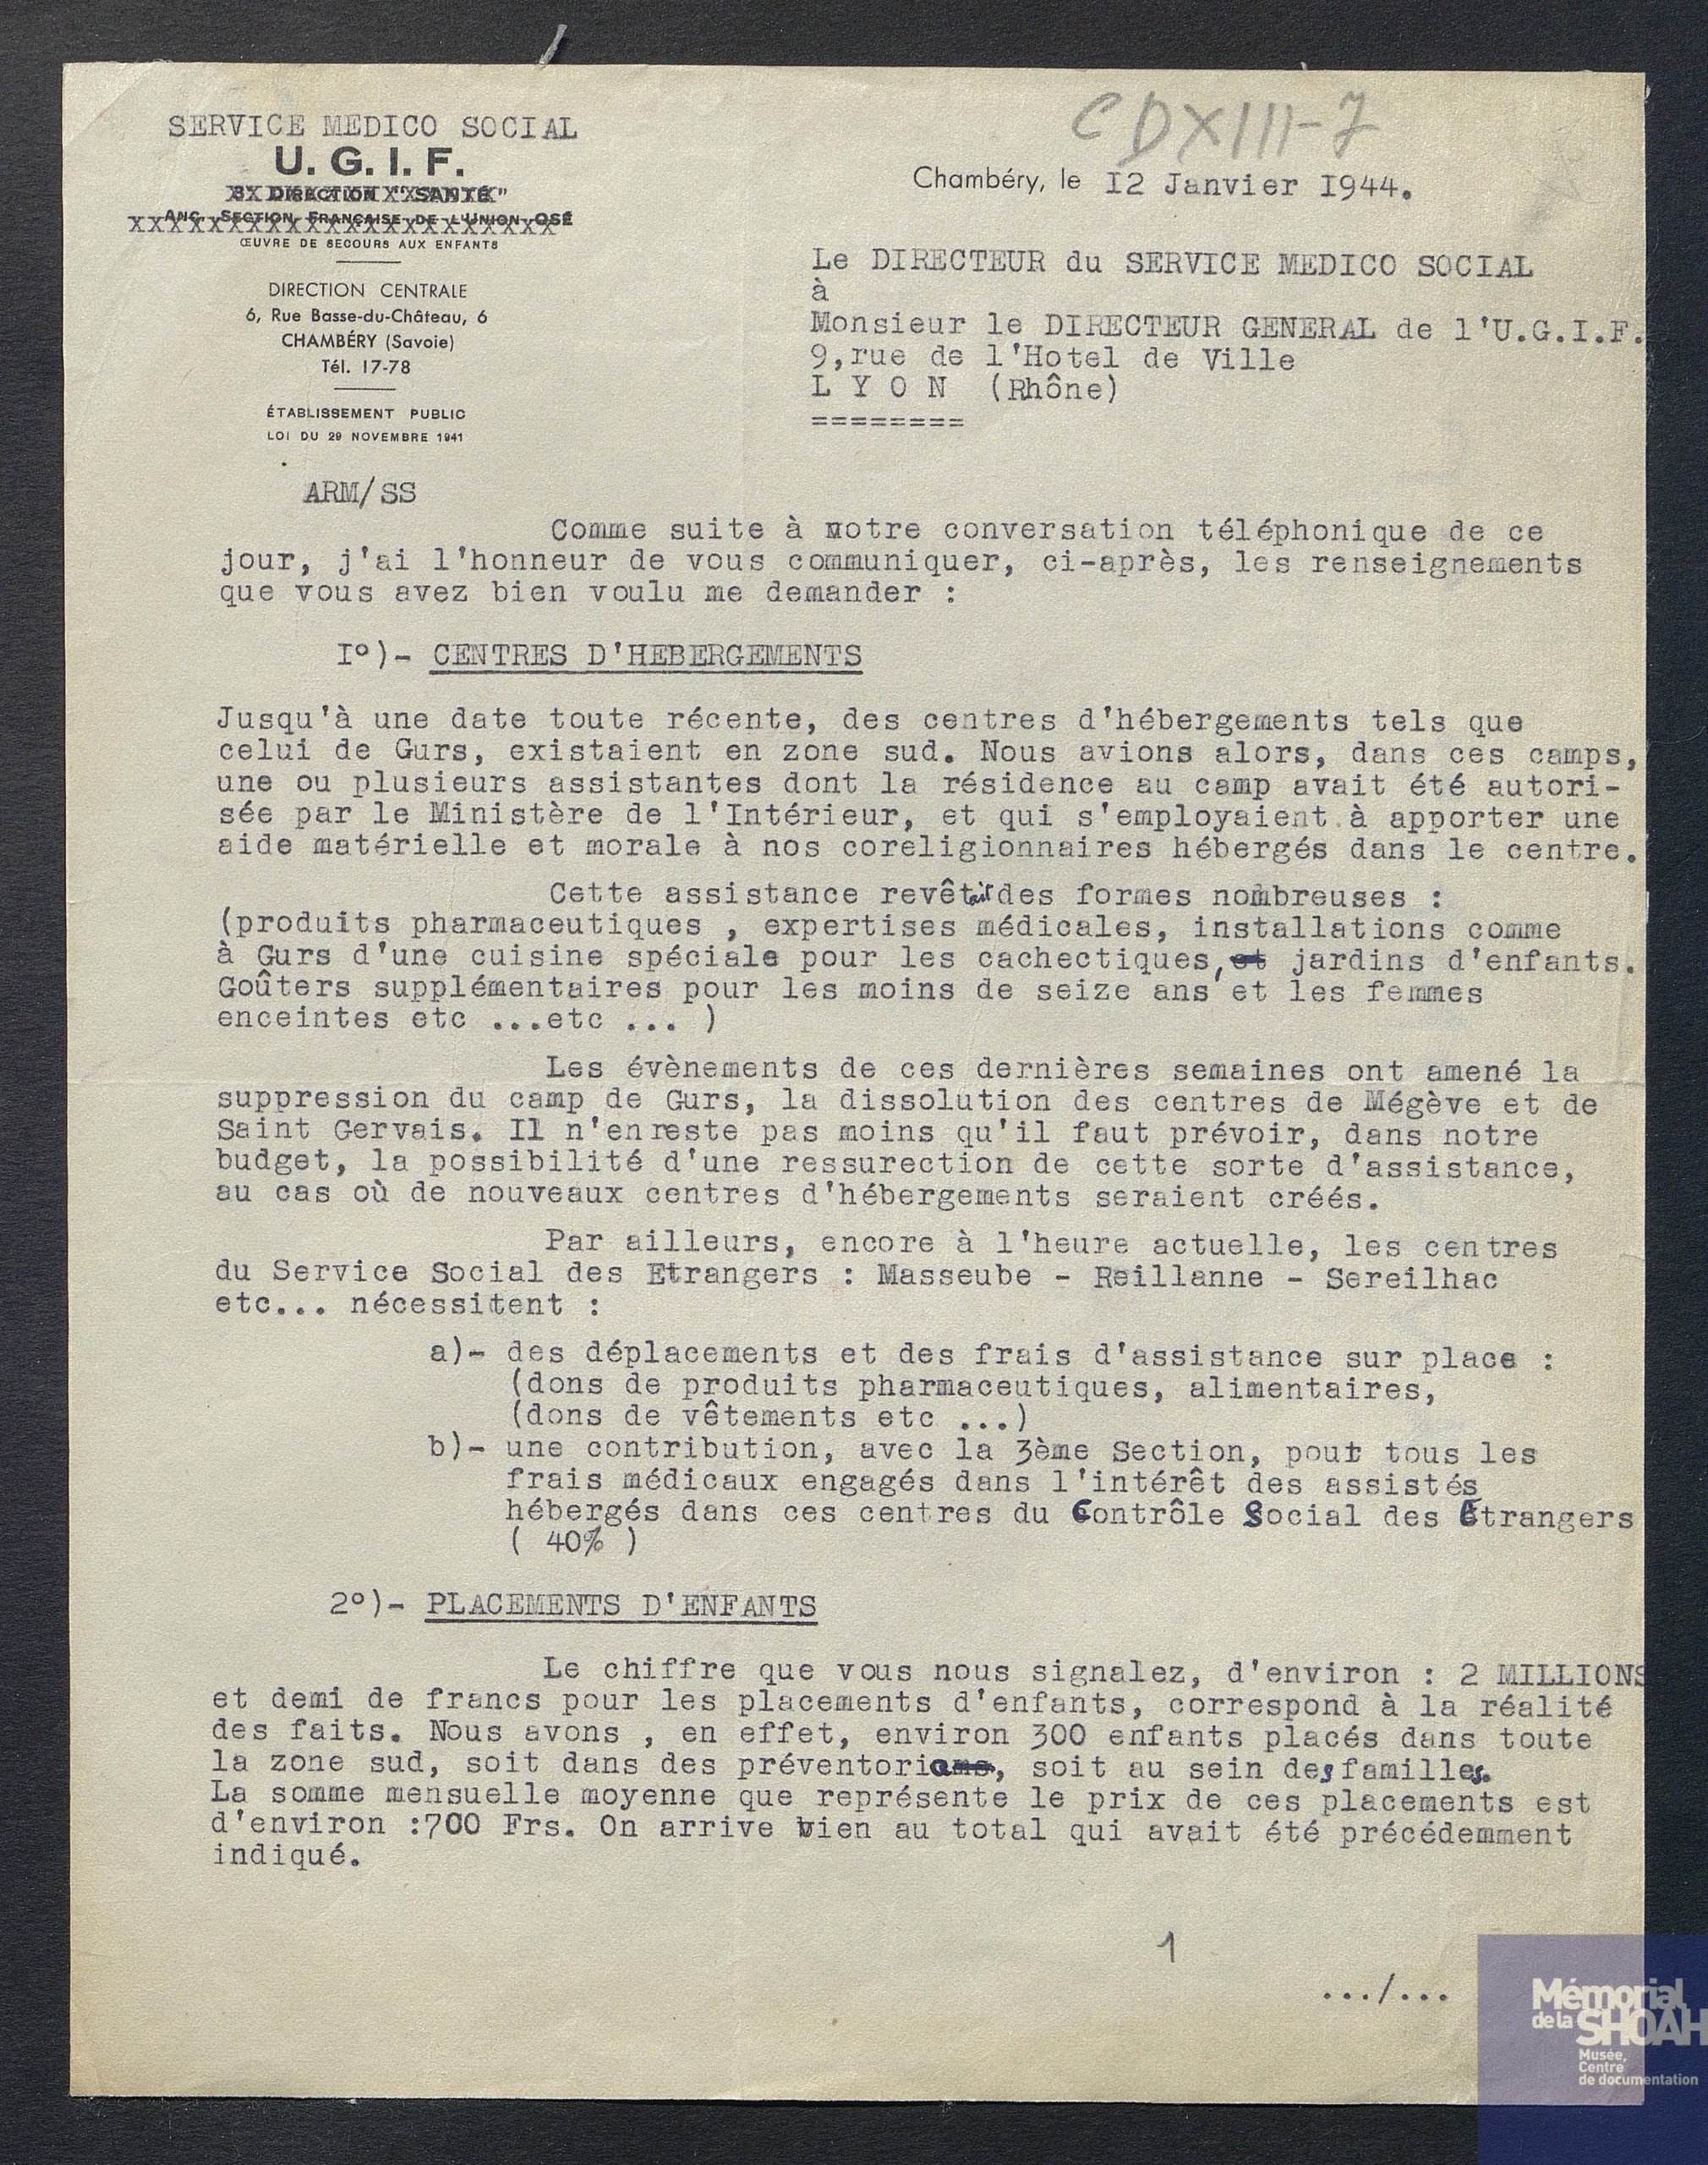 CDXIII-7
SERVICE MEDICO SOCIAL
U. G. I. F.
3e DIRECTION "SANTÉ"
ANC. SECTION FRANÇAISE DE L'UNION OSÉ
ŒUVRE DE SECOURS AUX ENFANTS
DIRECTION CENTRALE
6, Rue Basse-du-Château, 6
CHAMBÉRY (Savoie)
Tél. 17-78
ÉTABLISSEMENT PUBLIC
LOI DU 29 NOVEMBRE 1941
ARM/SS
Chambéry, le 12 Janvier 1944.
Le DIRECTEUR du SERVICE MEDICO SOCIAL
à
Monsieur le DIRECTEUR GENERAL de l'U.G.I.F.
9,rue de l'Hotel de Ville
L Y O N (Rhône)
========
Comme suite à notre conversation téléphonique de ce
jour, j'ai l'honneur de vous communiquer, ci-après, les renseignements
que vous avez bien voulu me demander :
I°)- CENTRES D'HEBERGEMENTS
Jusqu'à une date toute récente, des centres d'hébergements tels que
celui de Gurs, existaient en zone sud. Nous avions alors, dans ces camps,
une ou plusieurs assistantes dont la résidence au camp avait été autori-
sée par le Ministère de l'Intérieur, et qui s'employaient à apporter une
aide matérielle et morale à nos coreligionnaires hébergés dans le centre.
Cette assistance revêtait des formes nombreuses :
(produits pharmaceutiques , expertises médicales, installations comme
à Gurs d'une cuisine spéciale pour les cachectiques, et jardins d'enfants.
Goûters supplémentaires pour les moins de seize ans et les femmes
enceintes etc ...etc ... )
Les évènements de ces dernières semaines ont amené la
suppression du camp de Gurs, la dissolution des centres de Mégève et de
Saint Gervais. Il n'en reste pas moins qu'il faut prévoir, dans notre
budget, la possibilité d'une ressurection de cette sorte d'assistance,
au cas où de nouveaux centres d'hébergements seraient créés.
Par ailleurs, encore à l'heure actuelle, les centres
du Service Social des Etrangers : Masseube - Reillanne - Sereilhac
etc... nécessitent :
a)- des déplacements et des frais d'assistance sur place :
(dons de produits pharmaceutiques, alimentaires,
(dons de vêtements etc ...)
b)- une contribution, avec la 3ème Section, pout tous les
frais médicaux engagés dans l'intérêt des assistés
hébergés dans ces centres du Contrôle Social des Etrangers
( 40% )
2°)- PLACEMENTS D'ENFANTS
Le chiffre que vous nous signalez, d'environ : 2 MILLIONS
et demi de francs pour les placements d'enfants, correspond à la réalité
des faits. Nous avons , en effet, environ 300 enfants placés dans toute
la zone sud, soit dans des préventoria, soit au sein des familles.
La somme mensuelle moyenne que représente le prix de ces placements est
d'environ :700 Frs. On arrive bien au total qui avait été précédemment
indiqué.
1
.../...
Mémorial
de la SHOAH
Musée,
Centre
de documentation